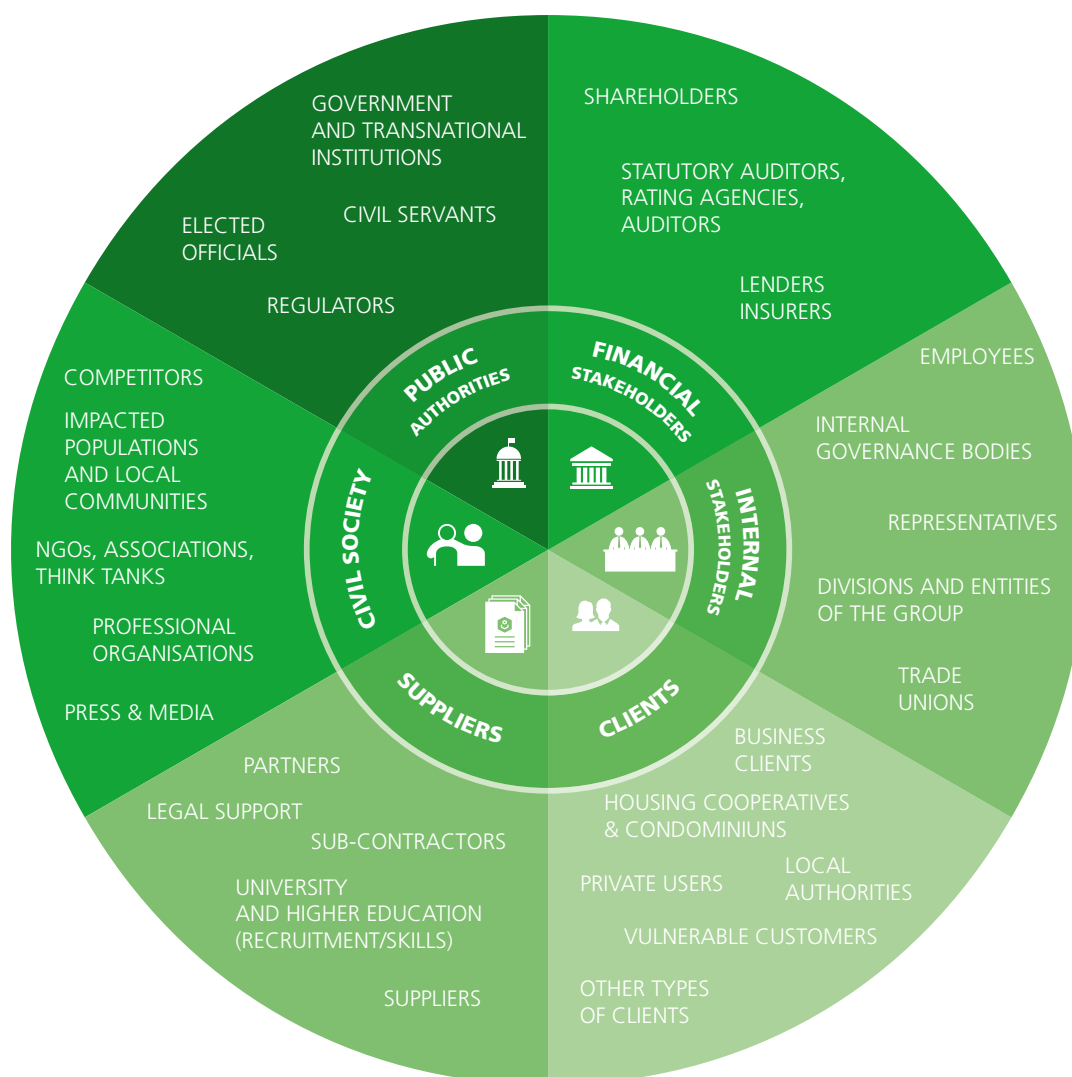 GOVERNMENT
AND TRANSNATIONAL
INSTITUTIONS
CIVIL SERVANTS
ELECTED
OFFICIALS
REGULATORS
PUBLIC
AUTHORITIES
SHAREHOLDERS
STATUTORY AUDITORS,
RATING AGENCIES,
AUDITORS
LENDERS
INSURERS
FINANCIAL
STAKEHOLDERS
EMPLOYEES
INTERNAL
GOVERNANCE BODIES
REPRESENTATIVES
DIVISIONS AND ENTITIES
OF THE GROUP
TRADE
UNIONS
INTERNAL
STAKEHOLDERS
CLIENTS
BUSINESS
CLIENTS
HOUSING COOPERATIVES
& CONDOMINIUNS
LOCAL
AUTHORITIES
PRIVATE USERS
VULNERABLE CUSTOMERS
OTHER TYPES
OF CLIENTS
SUPPLIERS
PARTNERS
LEGAL SUPPORT
SUB-CONTRACTORS
UNIVERSITY
AND HIGHER EDUCATION
(RECRUITMENT/SKILLS)
SUPPLIERS
CIVIL SOCIETY
COMPETITORS
IMPACTED
POPULATIONS
AND LOCAL
COMMUNITIES
NGOs, ASSOCIATIONS,
THINK TANKS
PROFESSIONAL
ORGANISATIONS
PRESS & MEDIA